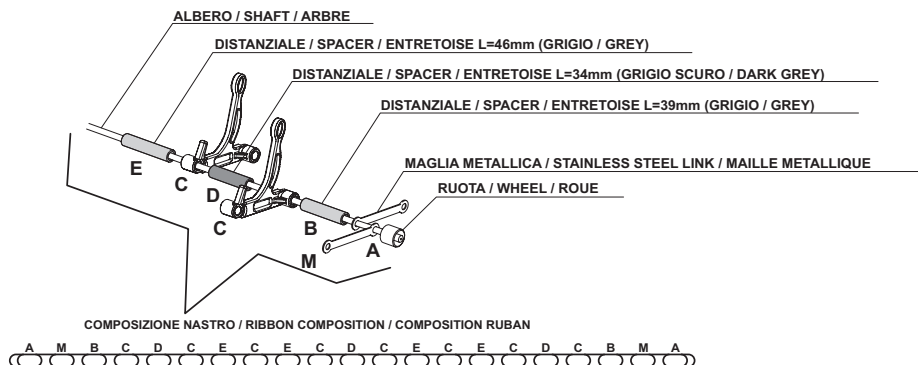 ALBERO / SHAFT / ARBRE
DISTANZIALE / SPACER / ENTRETOISE L=46mm (GRIGIO / GREY)
DISTANZIALE / SPACER / ENTRETOISE L=34mm (GRIGIO SCURO / DARK GREY)
DISTANZIALE / SPACER / ENTRETOISE L=39mm (GRIGIO / GREY)
MAGLIA METALLICA / STAINLESS STEEL LINK / MAILLE METALLIQUE
RUOTA / WHEEL / ROUE
E
C
D
C
B
M
A
COMPOSIZIONE NASTRO / RIBBON COMPOSITION / COMPOSITION RUBAN
A M B C D C E C E C D C E C E C D C B M A